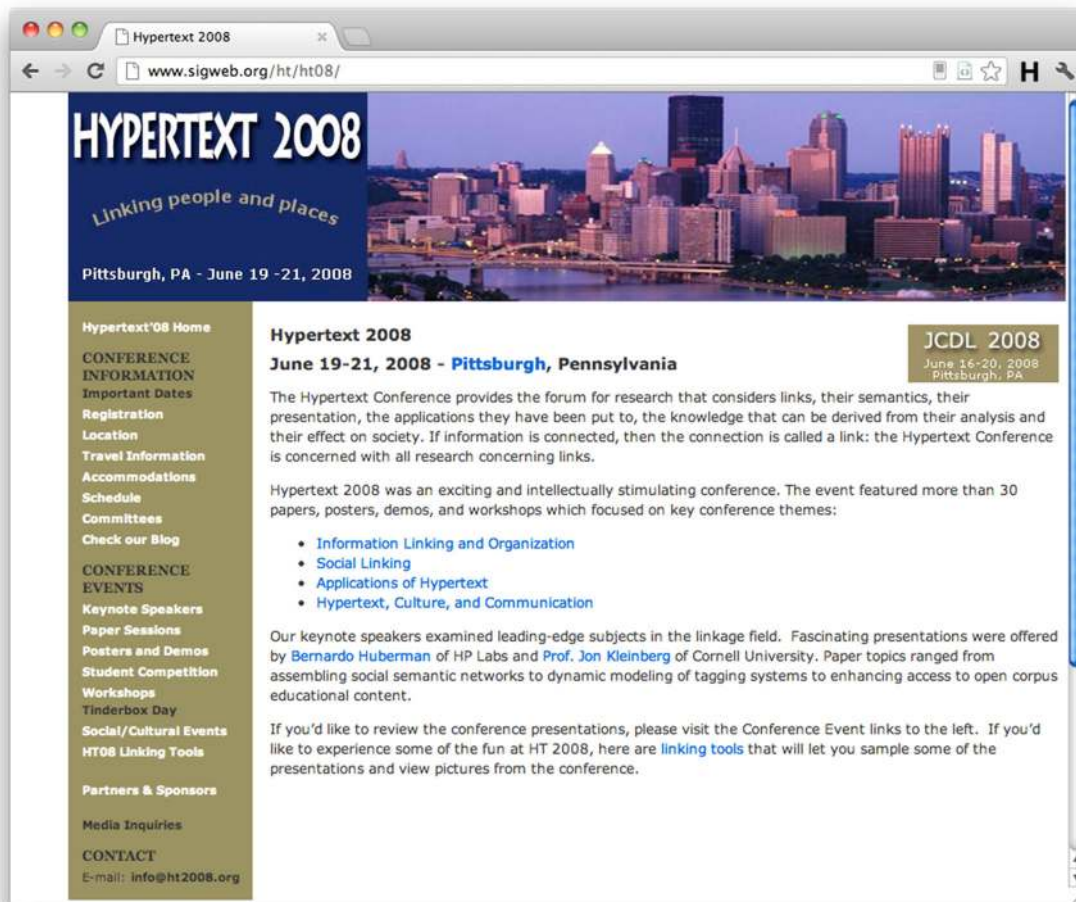 Hypertext 2008
www.sigweb.org/ht/ht08/
H
HYPERTEXT 2008
Linking people and places
Pittsburgh, PA - June 19 -21, 2008
Hypertext'08 Home
CONFERENCE
INFORMATION
Important Dates
Registration
Location
Travel Information
Accommodations
Schedule
Committees
Check our Blog
CONFERENCE
EVENTS
Keynote Speakers
Paper Sessions
Posters and Demos
Student Competition
Workshops
Tinderbox Day
Social/Cultural Events
HT08 Linking Tools
Partners & Sponsors
Media Inquiries
CONTACT
E-mail: info@ht2008.org
Hypertext 2008
June 19-21, 2008 - Pittsburgh, Pennsylvania
JCDL 2008
June 16-20, 2008
Pittsburgh, PA
The Hypertext Conference provides the forum for research that considers links, their semantics, their
presentation, the applications they have been put to, the knowledge that can be derived from their analysis and
their effect on society. If information is connected, then the connection is called a link: the Hypertext Conference
is concerned with all research concerning links.
Hypertext 2008 was an exciting and intellectually stimulating conference. The event featured more than 30
papers, posters, demos, and workshops which focused on key conference themes:
• Information Linking and Organization
• Social Linking
• Applications of Hypertext
• Hypertext, Culture, and Communication
Our keynote speakers examined leading-edge subjects in the linkage field. Fascinating presentations were offered
by Bernardo Huberman of HP Labs and Prof. Jon Kleinberg of Cornell University. Paper topics ranged from
assembling social semantic networks to dynamic modeling of tagging systems to enhancing access to open corpus
educational content.
If you'd like to review the conference presentations, please visit the Conference Event links to the left. If you'd
like to experience some of the fun at HT 2008, here are linking tools that will let you sample some of the
presentations and view pictures from the conference.